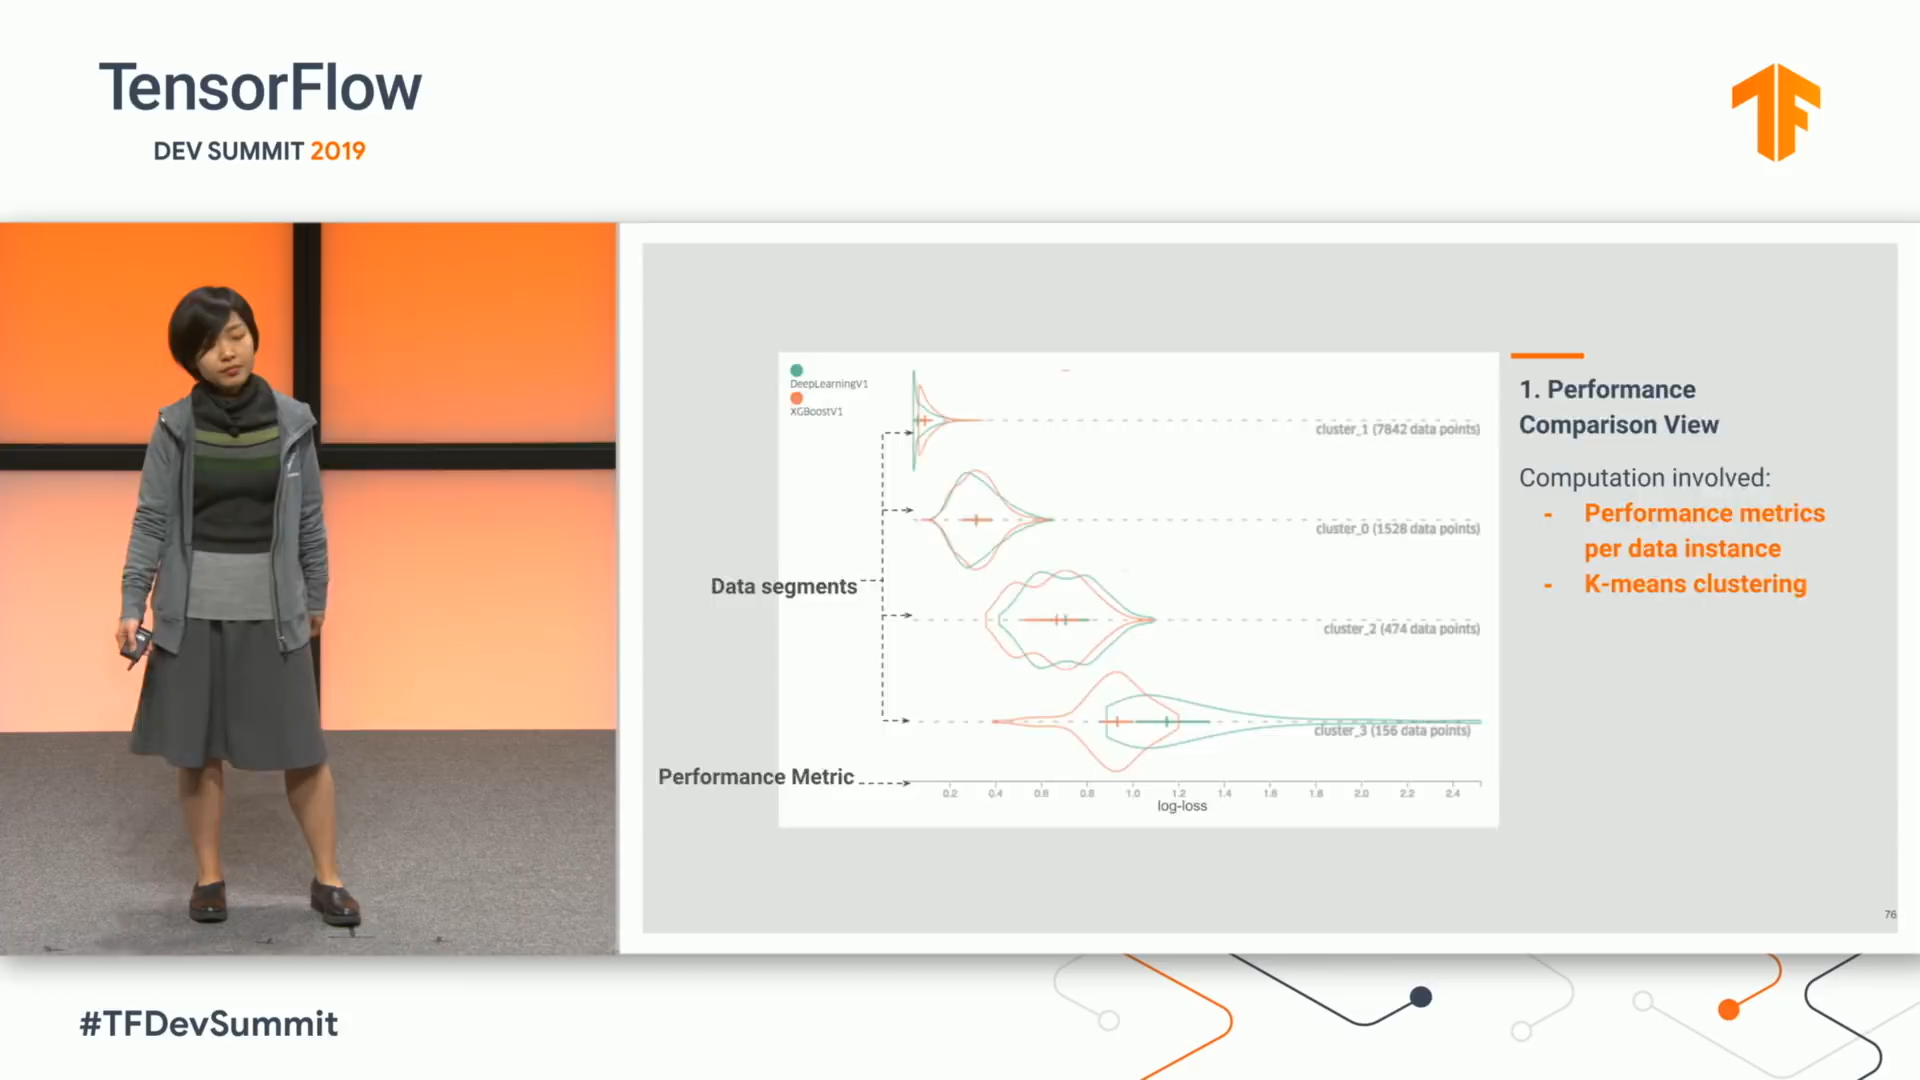 TensorFlow
DEV SUMMIT 2019
DeepLearningV1
XGBoostV1
cluster_1 (7842 data points)
cluster_0 (1528 data points)
cluster_2 (474 data points)
cluster_3 (156 data points)
Data segments
Performance Metric
0.2 0.4 0.6 0.8 1.0 1.2 1.4 1.6 1.8 2.0 2.2 2.4
log-loss
1. Performance
Comparison View
Computation involved:
- Performance metrics
per data instance
- K-means clustering
76
#TFDevSummit